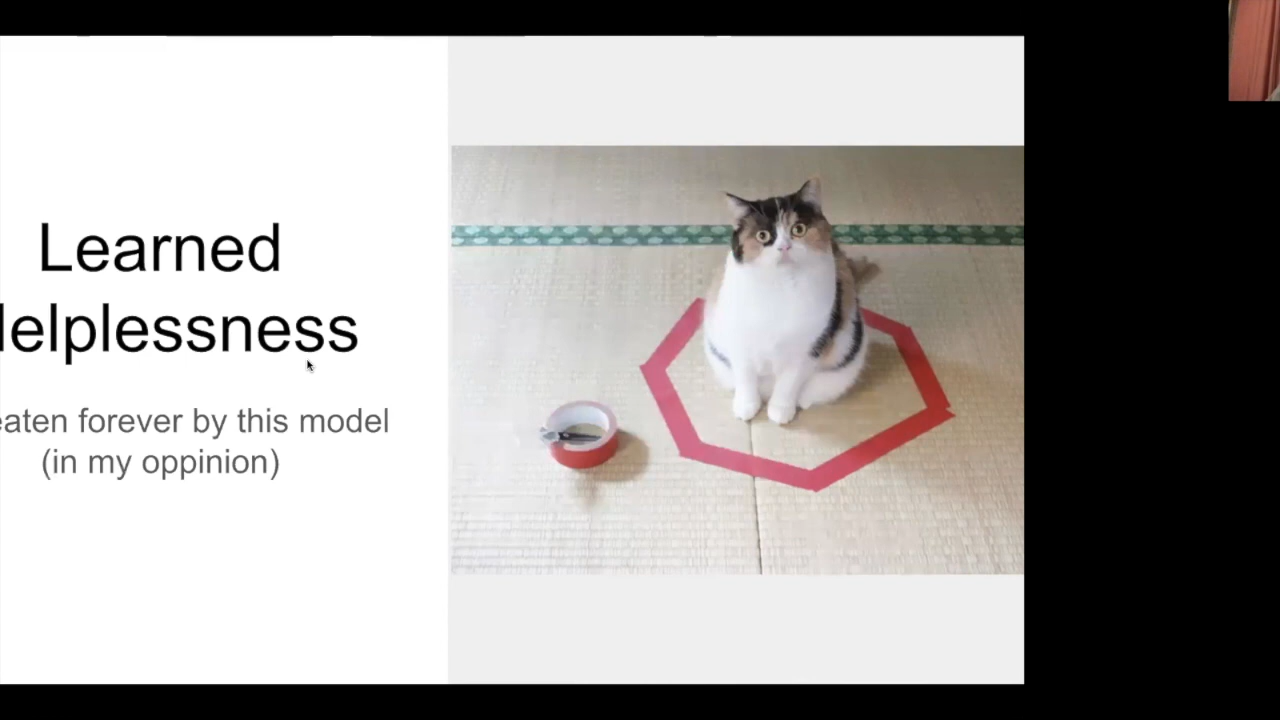 Learned
elplessness
eaten forever by this model
(in my oppinion)